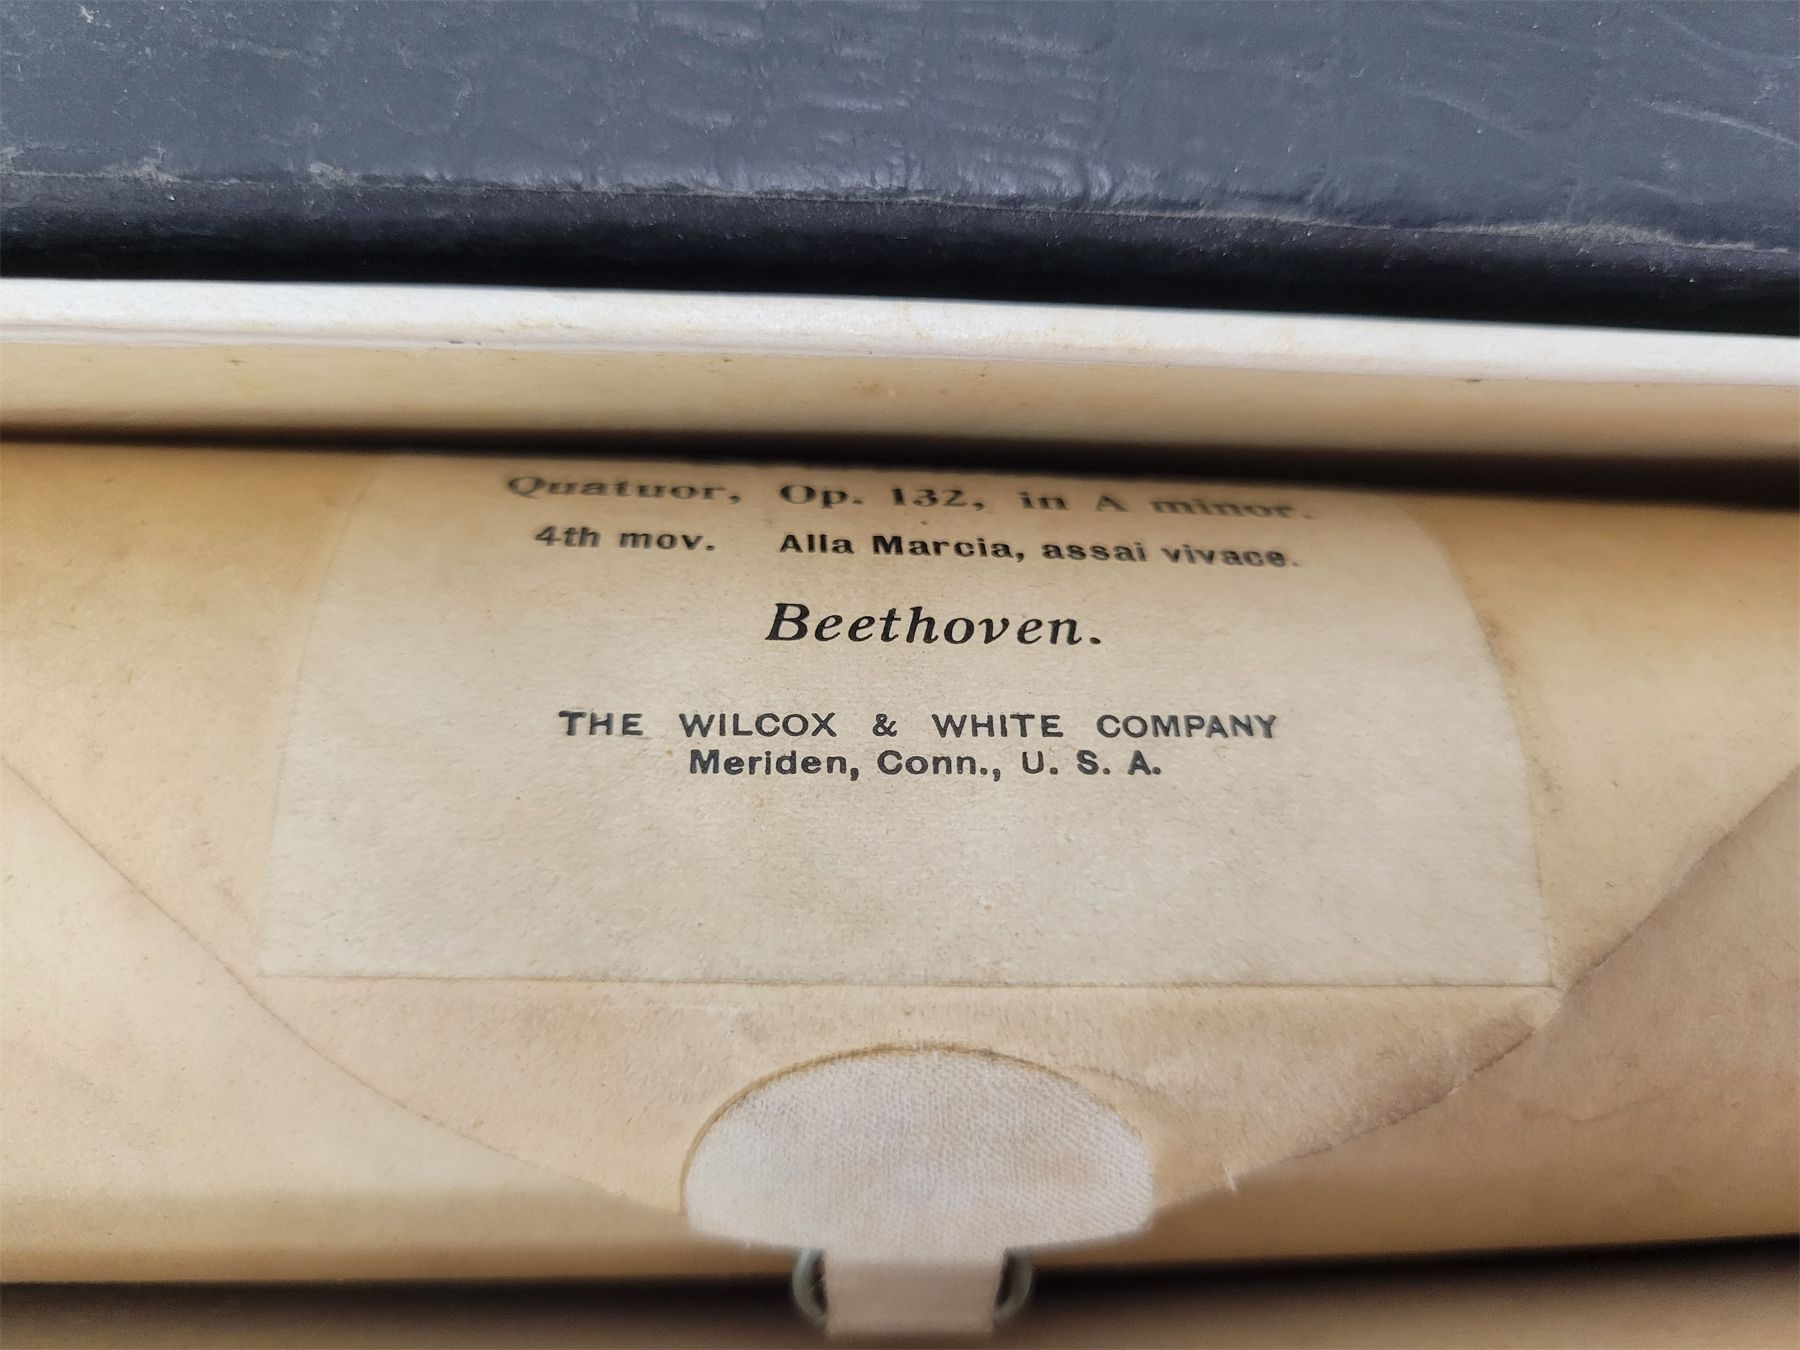 Quatuor, Op. 132, in A minor.
4th mov. Alla Marcia, assai vivace.
Beethoven.
THE WILCOX & WHITE COMPANY
Meriden, Conn., U. S. A.